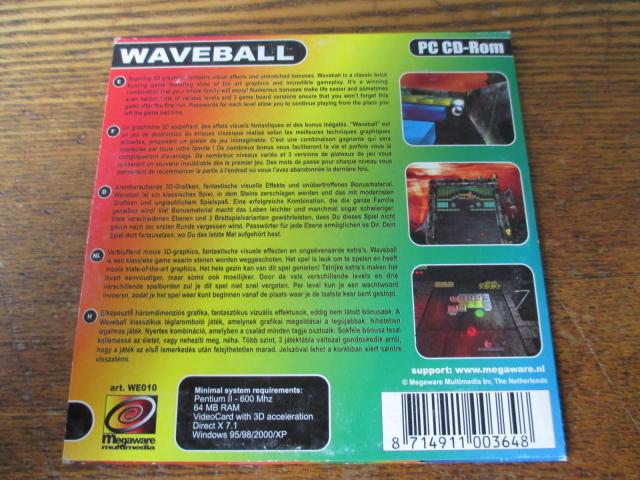 WAVEBALL
PC CD-Rom
E
Stunning 3D graphics, fantastic visual effects and unmatched bonuses. Waveball is a classic brick
busting game featuring state of the art graphics and incredible gameplay. It's a winning
combination that your whole family will enjoy! Numerous bonuses make life easier and sometimes
even harder. Lots of various levels and 3 game board versions ensure that you won't forget this
game after the first run. Passwords for each level allow you to continue playing from the place you
left the game last time.
F
Un graphisme 3D stupéfiant, des effets visuels fantastiques et des bonus inégalés. "Waveball" est
un jeu de destruction de briques classique réalisé selon les meilleures techniques graphiques
actuelles, proposant un plaisir de jeu inimaginable. C'est une combinaison gagnante qui sera
appréciée par toute votre famille ! De nombreux bonus vous faciliteront la vie et parfois vous la
compliqueront d'avantage. De nombreux niveaux variés et 3 versions de plateaux de jeu vous
laisseront un souvenir inoubliable dès le premier jeu. Des mots de passe pour chaque niveau vous
permettent de recommencer la partie à l'endroit où vous l'avez abandonnée la dernière fois.
D
Atemberaubende 3D-Grafiken, fantastische visuelle Effekte und unübertroffenes Bonusmaterial.
Waveball ist ein klassisches Spiel, in dem Steine zerschlagen werden und das mit modernsten
Grafiken und unglaublichem Spielspaß. Eine erfolgreiche Kombination, die die ganze Familie
genießen wird! Viel Bonusmaterial macht das Leben leichter und manchmal sogar schwieriger.
Viele verschiedenen Ebenen und 3 Brettspielvarianten gewährleisten, dass Du dieses Spiel nicht
gleich nach der ersten Runde vergessen wirst. Passwörter für jede Ebene ermöglichen es Dir, Dein
Spiel dort fortzusetzen, wo Du das letzte Mal aufgehört hast.
NL
Verbluffend mooie 3D-graphics, fantastische visuele effecten en ongeëvenaarde extra's. Waveball
is een klassieke game waarin stenen worden weggeschoten. Het spel is leuk om te spelen en heeft
mooie state-of-the-art graphics. Het hele gezin kan van dit spel genieten! Talrijke extra's maken het
leven eenvoudiger, maar soms ook moeilijker. Door de vele verschillende levels en drie
verschillende spelborden zul je dit spel niet snel vergeten. Per level kun je een wachtwoord
invoeren, zodat je het spel weer kunt beginnen vanaf de plaats waar je de laatste keer bent gestopt.
H
Elképesztő háromdimenziós grafika, fantasztikus vizuális effektusok, eddig nem látott bónuszok. A
Waveball klasszikus téglaromboló játék, amelynek grafikai megoldásai a legújabbak, hihetetlen
izgalmas játék. Nyertes kombináció, amelyben a család minden tagja osztozik. Sokféle bónusz teszi
kellemessé az életet, vagy nehezíti meg, néha. Több szint, 3 játéktábla változat gondoskodik arról,
hogy a játék az első ismerkedés után felejthetetlen marad. Jelszóval lehet a korábban elért szintre
visszatérni.
support: www.megaware.nl
© Megaware Multimedia bv, The Netherlands
art. WE010
Megaware
multimedia
Minimal system requirements:
Pentium II - 600 Mhz
64 MB RAM
VideoCard with 3D acceleration
Direct X 7.1
Windows 95/98/2000/XP
8 714911 003648